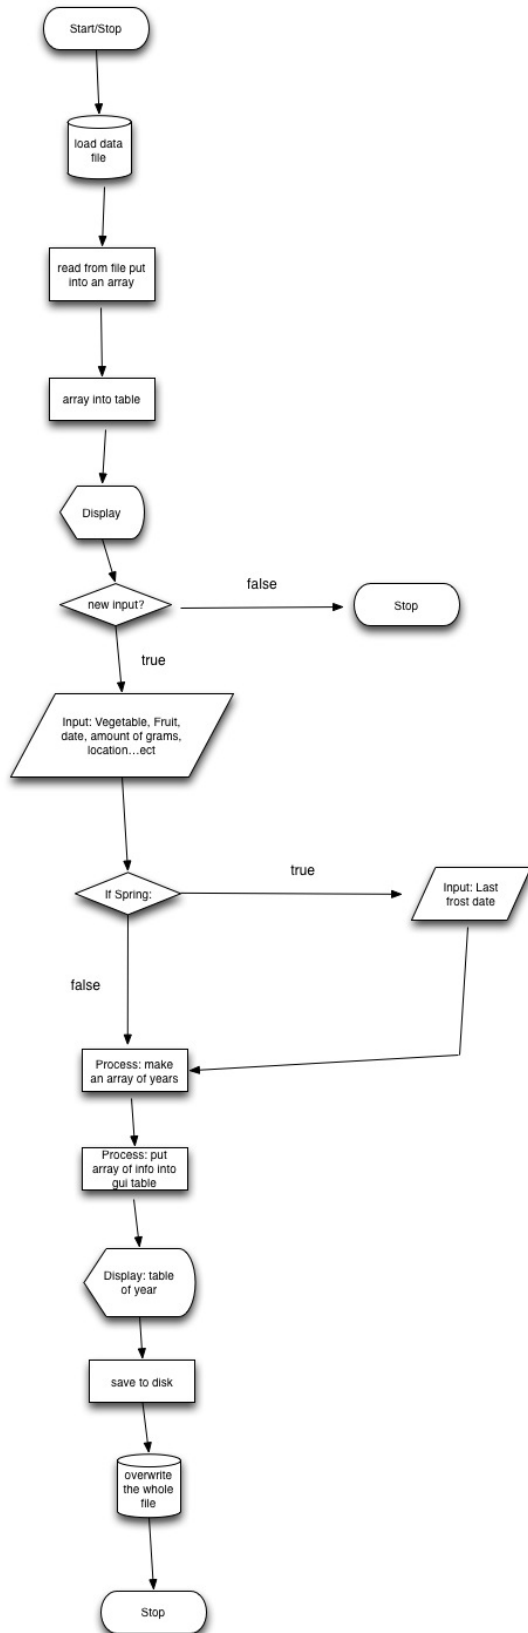 Start/Stop
load data
file
read from file put
into an array
array into table
Display
new input?
false
Stop
true
Input: Vegetable, Fruit,
date, amount of grams,
location...ect
If Spring:
true
Input: Last
frost date
false
Process: make
an array of years
Process: put
array of info into
gui table
Display: table
of year
save to disk
overwrite
the whole
file
Stop